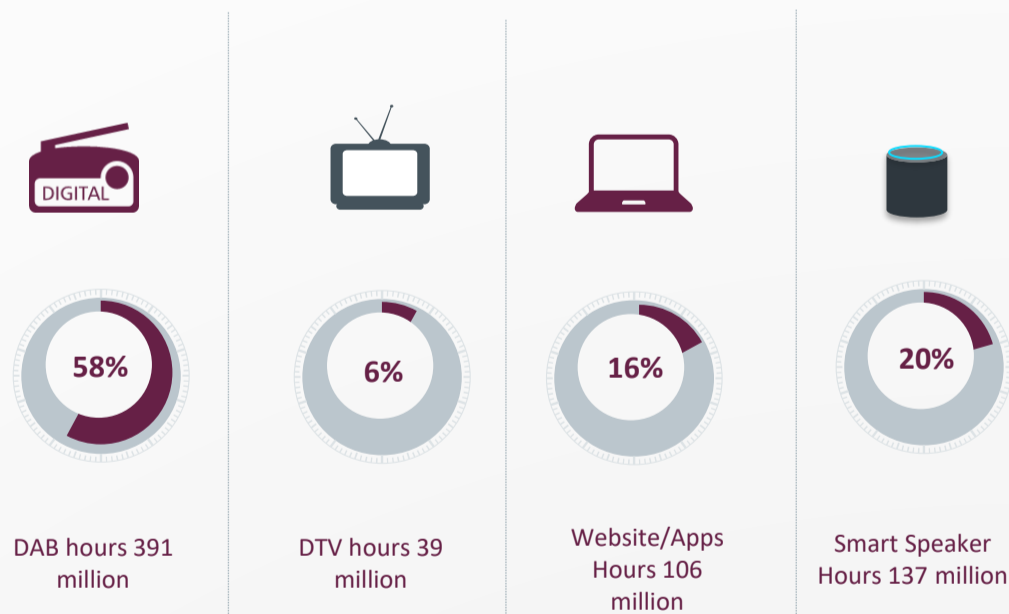 DIGITAL
58%
6%
16%
20%
DAB hours 391
million
DTV hours 39
million
Website/Apps
Hours 106
million
Smart Speaker
Hours 137 million